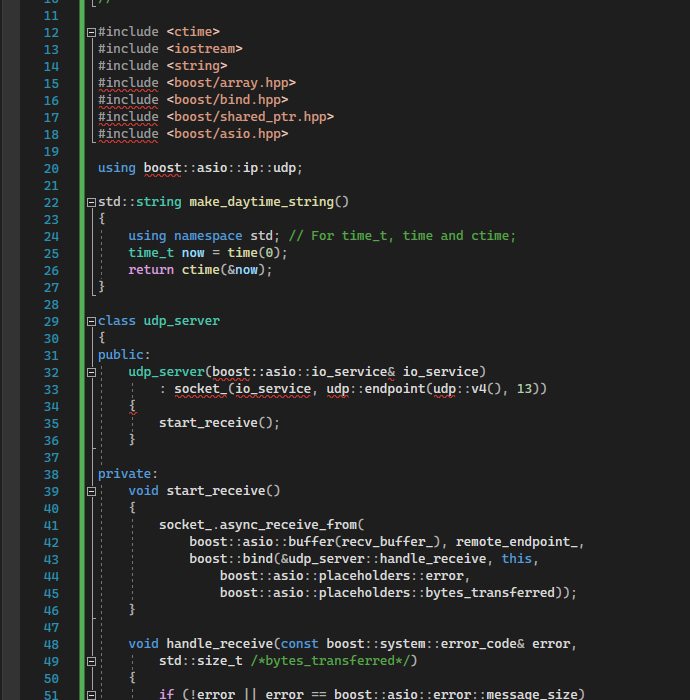 10 //
11
12 #include <ctime>
13 #include <iostream>
14 #include <string>
15 #include <boost/array.hpp>
16 #include <boost/bind.hpp>
17 #include <boost/shared_ptr.hpp>
18 #include <boost/asio.hpp>
19
20 using boost::asio::ip::udp;
21
22 std::string make_daytime_string()
23 {
24     using namespace std; // For time_t, time and ctime;
25     time_t now = time(0);
26     return ctime(&now);
27 }
28
29 class udp_server
30 {
31 public:
32     udp_server(boost::asio::io_service& io_service)
33         : socket_(io_service, udp::endpoint(udp::v4(), 13))
34     {
35         start_receive();
36     }
37
38 private:
39     void start_receive()
40     {
41         socket_.async_receive_from(
42             boost::asio::buffer(recv_buffer_), remote_endpoint_,
43             boost::bind(&udp_server::handle_receive, this,
44                 boost::asio::placeholders::error,
45                 boost::asio::placeholders::bytes_transferred));
46     }
47
48     void handle_receive(const boost::system::error_code& error,
49         std::size_t /*bytes_transferred*/)
50     {
51         if (!error || error == boost::asio::error::message_size)